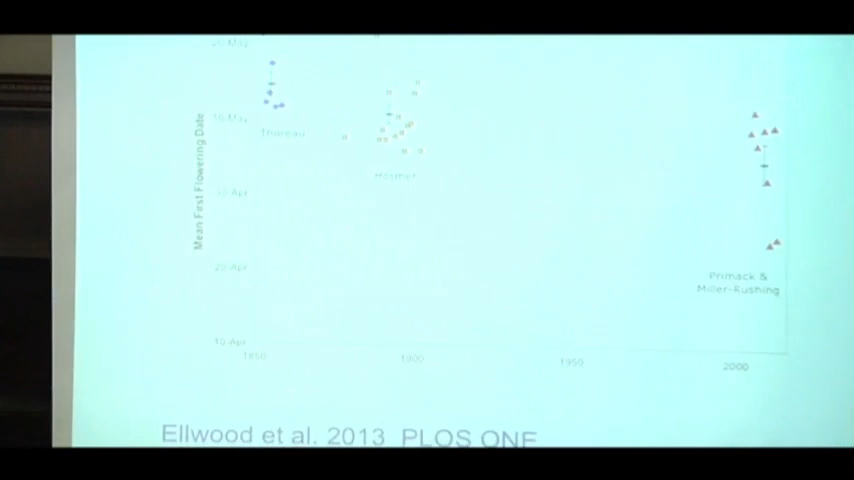 20-May
10-May
Thoreau
Hosmer
30-Apr
20-Apr
10-Apr
Mean First Flowering Date
Primack &
Miller-Rushing
1850
1900
1950
2000
Ellwood et al. 2013 PLOS ONE